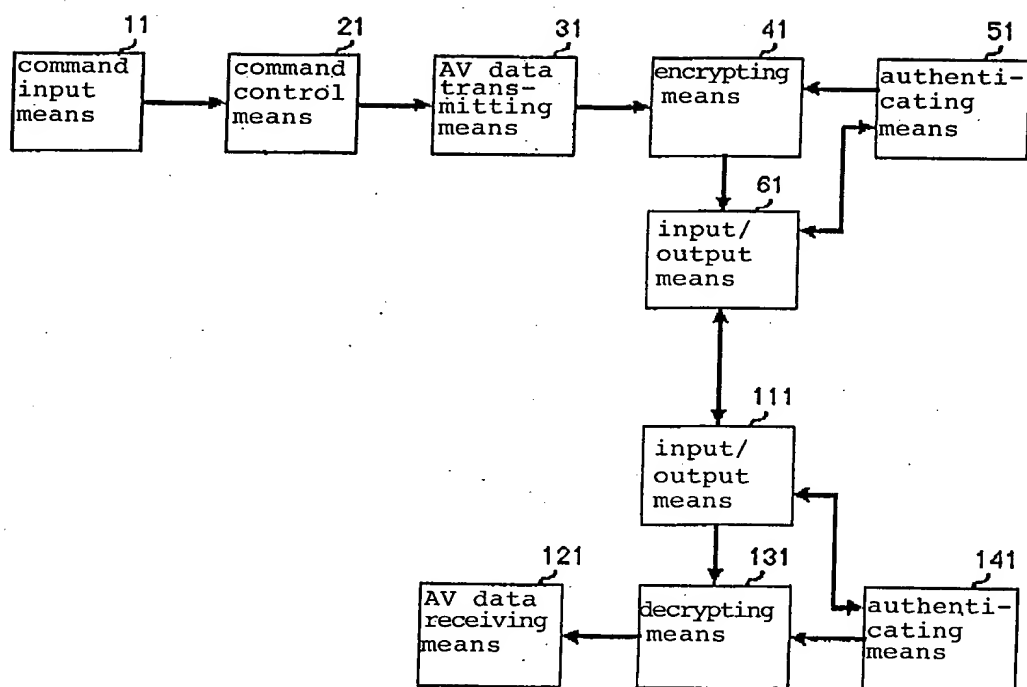 11
command
input
means
21
command
control
means
31
AV data
trans-
mitting
means
41
encrypting
means
51
authenti-
cating
means
61
input/
output
means
111
input/
output
means
121
AV data
receiving
means
131
decrypting
means
141
authenti-
cating
means